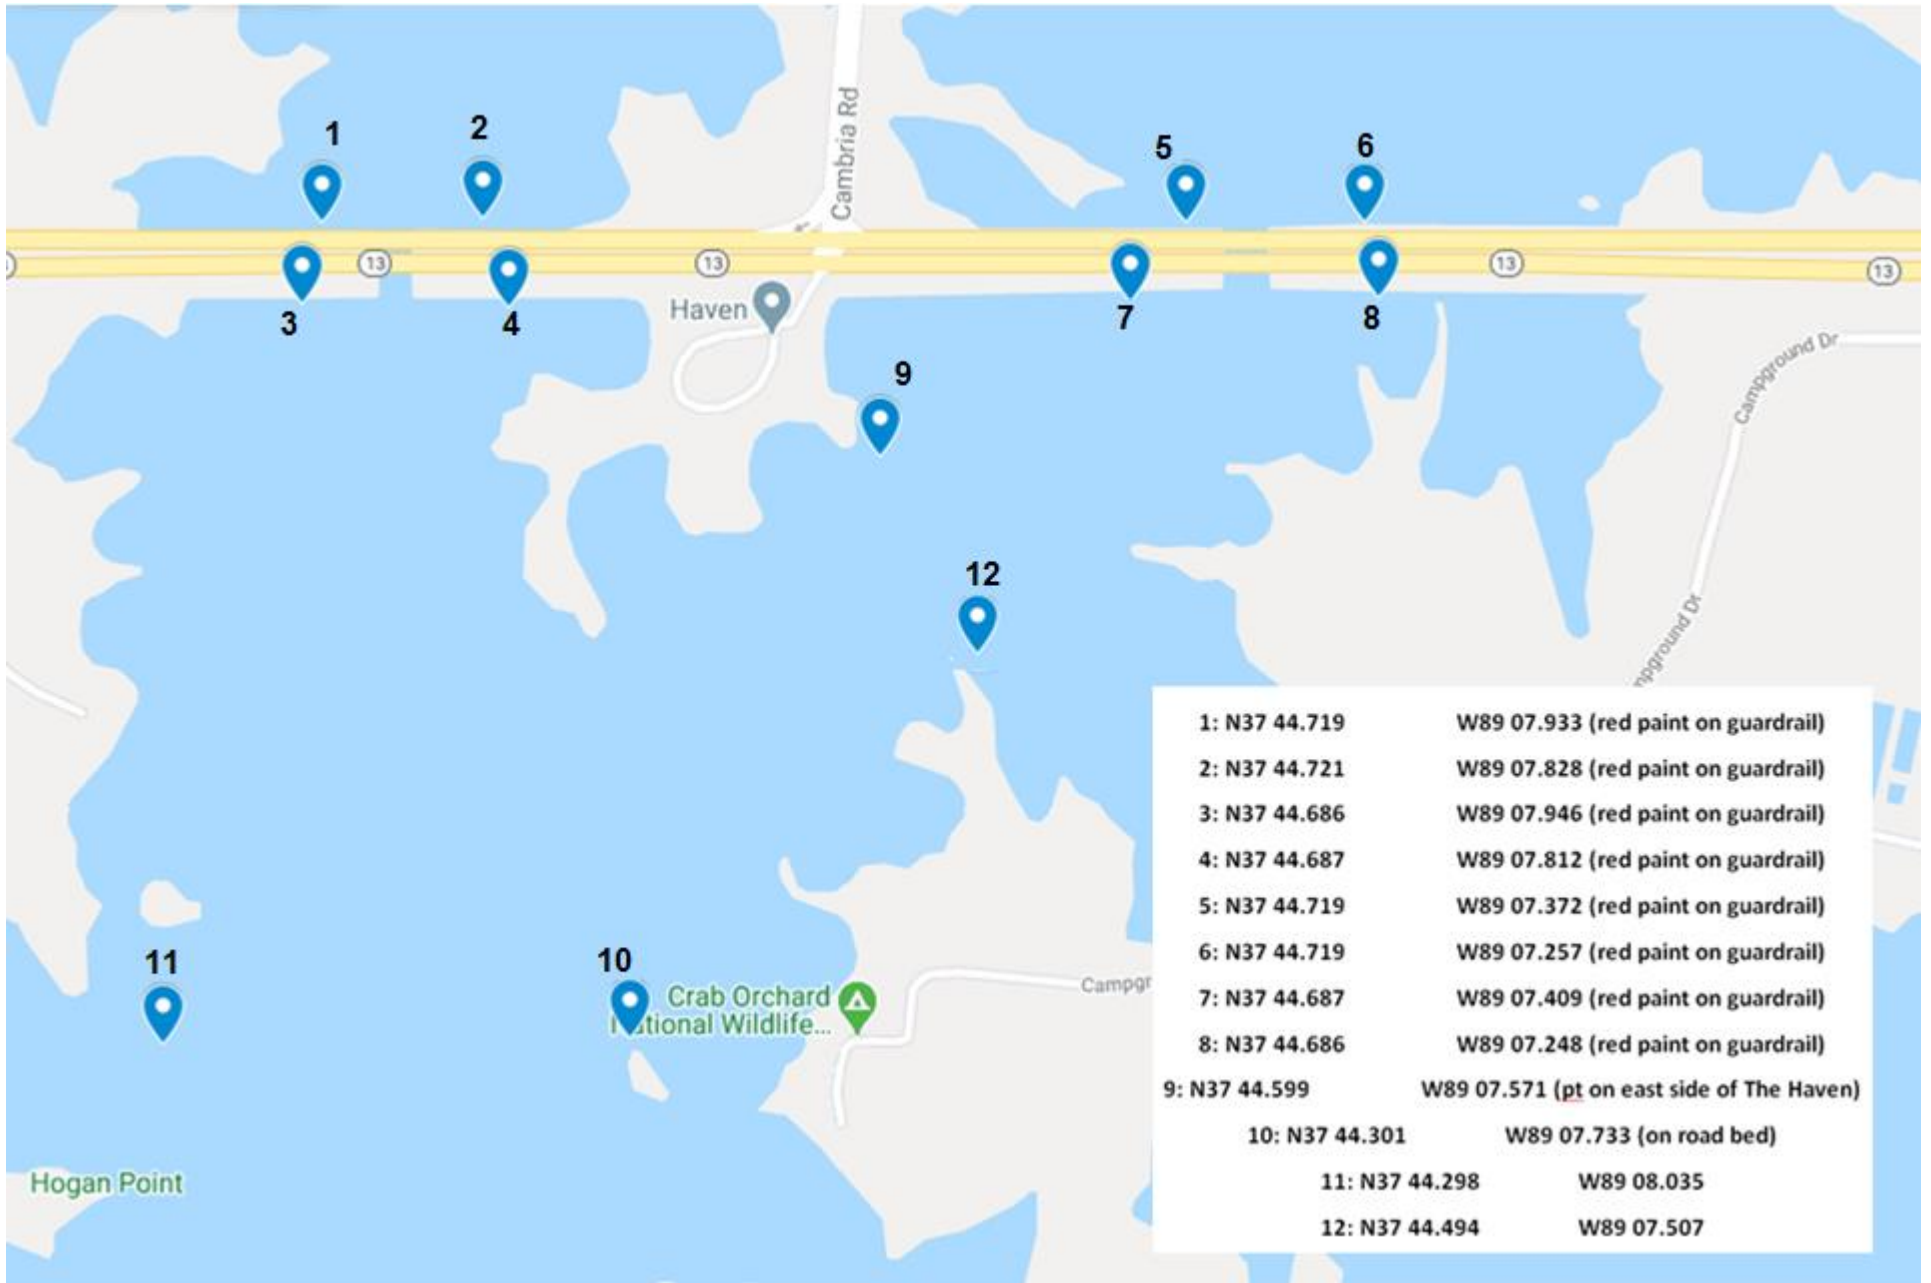 Cambria Rd
1
2
5
6
13
13
13
13
3
4
Haven
7
8
9
Campground Dr
12
mpground Dr
11
10
Crab Orchard
National Wildlife...
Campgr
Hogan Point
1: N37 44.719 W89 07.933 (red paint on guardrail)
2: N37 44.721 W89 07.828 (red paint on guardrail)
3: N37 44.686 W89 07.946 (red paint on guardrail)
4: N37 44.687 W89 07.812 (red paint on guardrail)
5: N37 44.719 W89 07.372 (red paint on guardrail)
6: N37 44.719 W89 07.257 (red paint on guardrail)
7: N37 44.687 W89 07.409 (red paint on guardrail)
8: N37 44.686 W89 07.248 (red paint on guardrail)
9: N37 44.599 W89 07.571 (pt on east side of The Haven)
10: N37 44.301 W89 07.733 (on road bed)
11: N37 44.298 W89 08.035
12: N37 44.494 W89 07.507